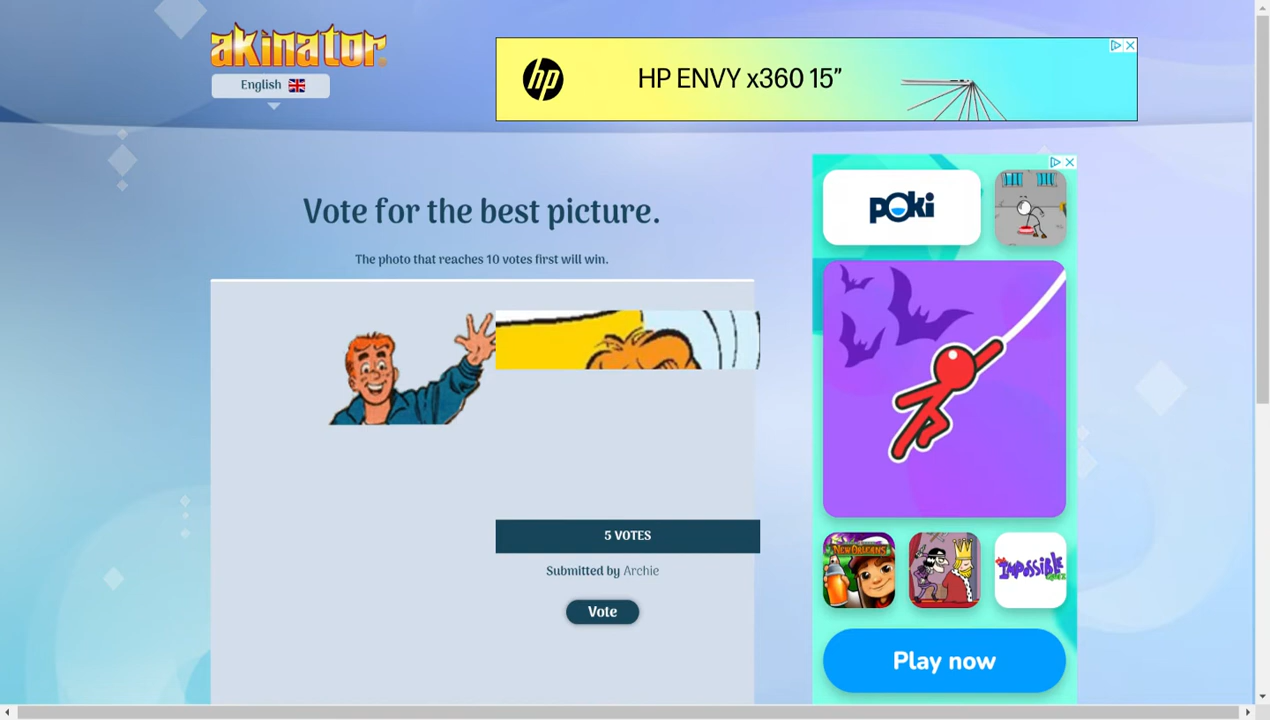 akinator
English
hp
HP ENVY x360 15”
Vote for the best picture.
The photo that reaches 10 votes first will win.
POKI
NEW ORLEANS
IMPOSSIBLE
5 VOTES
Submitted by Archie
Vote
Play now